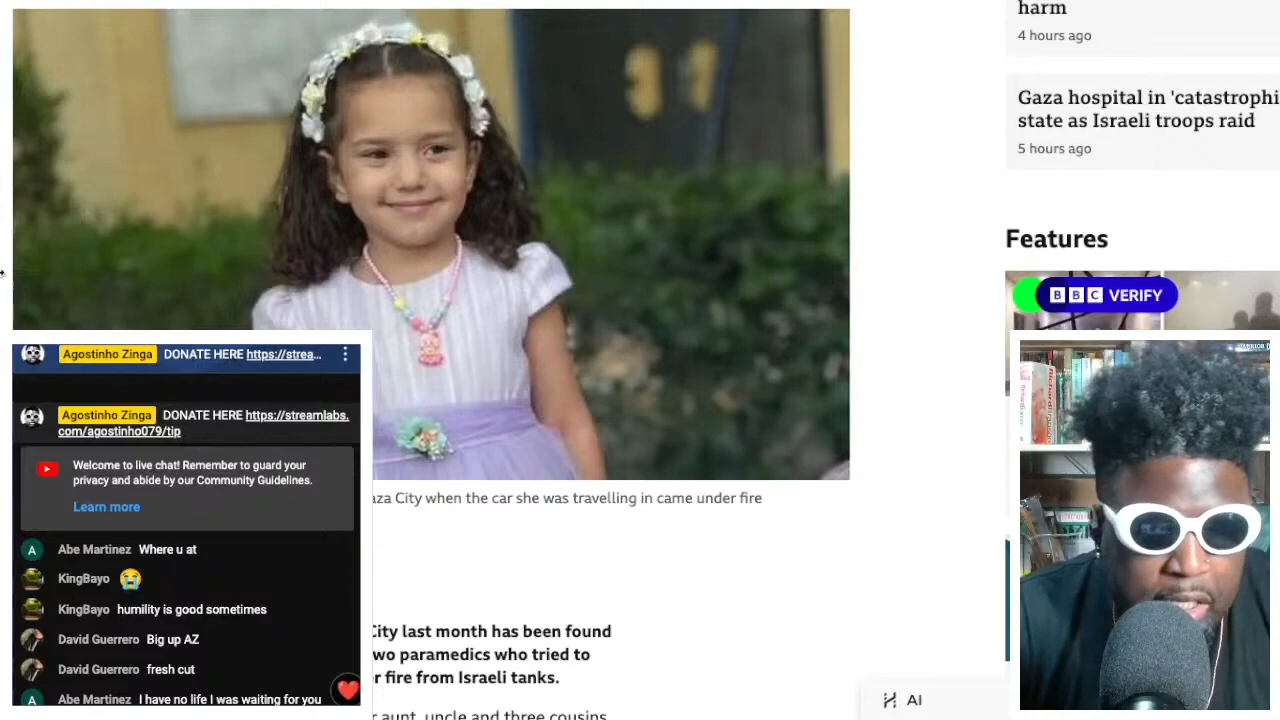 harm
4 hours ago
Gaza hospital in 'catastrophi
state as Israeli troops raid
5 hours ago
Features
BBC VERIFY
Agostinho Zinga DONATE HERE https://strea...
Agostinho Zinga DONATE HERE https://streamlabs.
com/agostinho079/tip
Welcome to live chat! Remember to guard your
privacy and abide by our Community Guidelines.
Learn more
A Abe Martinez Where u at
KingBayo 😭
KingBayo humility is good sometimes
David Guerrero Big up AZ
David Guerrero fresh cut
A Abe Martinez I have no life I was waiting for you
aza City when the car she was travelling in came under fire
City last month has been found
wo paramedics who tried to
r fire from Israeli tanks.
r aunt, uncle and three cousins
AI